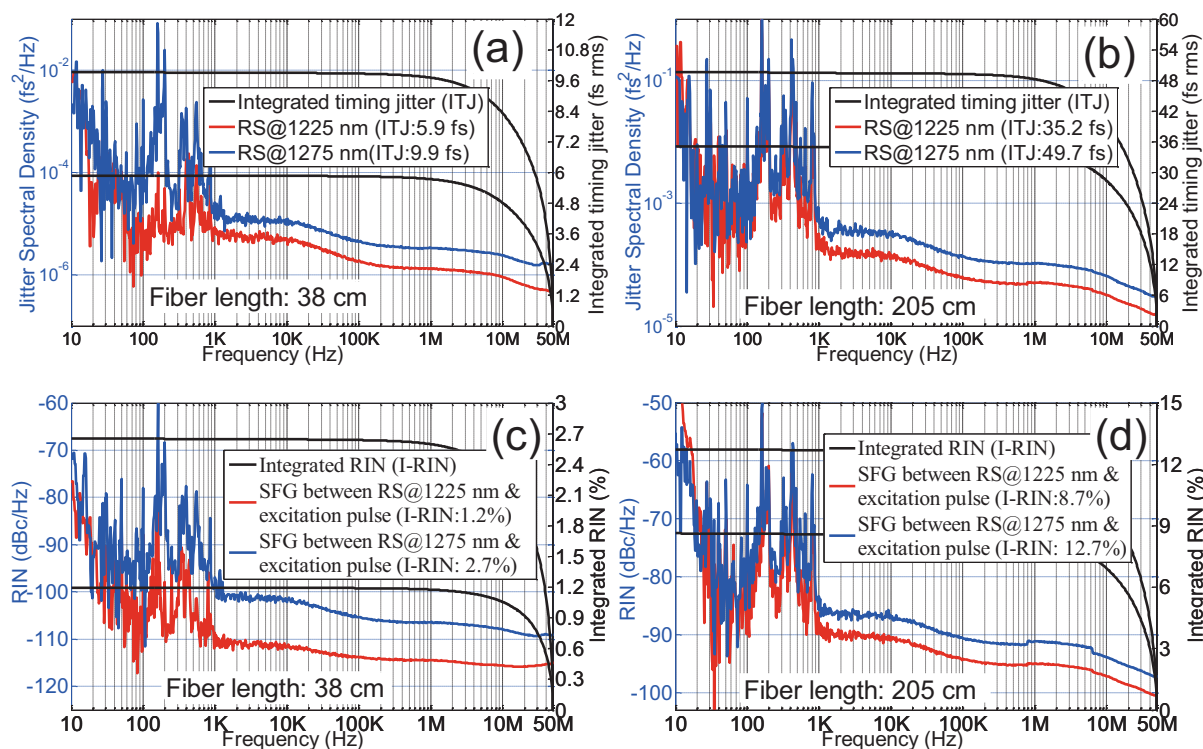 (a)
Jitter Spectral Density (fs²/Hz)
10⁻²
10⁻⁴
10⁻⁶
Integrated timing jitter (ITJ)
RS@1225 nm (ITJ:5.9 fs)
RS@1275 nm(ITJ:9.9 fs)
Fiber length: 38 cm
12
10.8
9.6
8.4
7.2
6
4.8
3.6
2.4
1.2
0
Integrated timing jitter (fs rms)
10 100 1K 10K 100K 1M 10M 50M
Frequency (Hz)
(b)
Jitter Spectral Density (fs²/Hz)
10⁻¹
10⁻³
10⁻⁵
Integrated timing jitter (ITJ)
RS@1225 nm (ITJ:35.2 fs)
RS@1275 nm (ITJ:49.7 fs)
Fiber length: 205 cm
60
54
48
42
36
30
24
18
12
6
0
Integrated timing jitter (fs rms)
10 100 1K 10K 100K 1M 10M 50M
Frequency (Hz)
(c)
RIN (dBc/Hz)
-60
-70
-80
-90
-100
-110
-120
Integrated RIN (I-RIN)
SFG between RS@1225 nm &
excitation pulse (I-RIN:1.2%)
SFG between RS@1275 nm &
excitation pulse (I-RIN: 2.7%)
Fiber length: 38 cm
3
2.7
2.4
2.1
1.8
1.5
1.2
0.9
0.6
0.3
0
Integrated RIN (%)
10 100 1K 10K 100K 1M 10M 50M
Frequency (Hz)
(d)
RIN (dBc/Hz)
-50
-60
-70
-80
-90
-100
Integrated RIN (I-RIN)
SFG between RS@1225 nm &
excitation pulse (I-RIN:8.7%)
SFG between RS@1275 nm &
excitation pulse (I-RIN: 12.7%)
Fiber length: 205 cm
15
12
9
6
3
0
Integrated RIN (%)
10 100 1K 10K 100K 1M 10M 50M
Frequency (Hz)